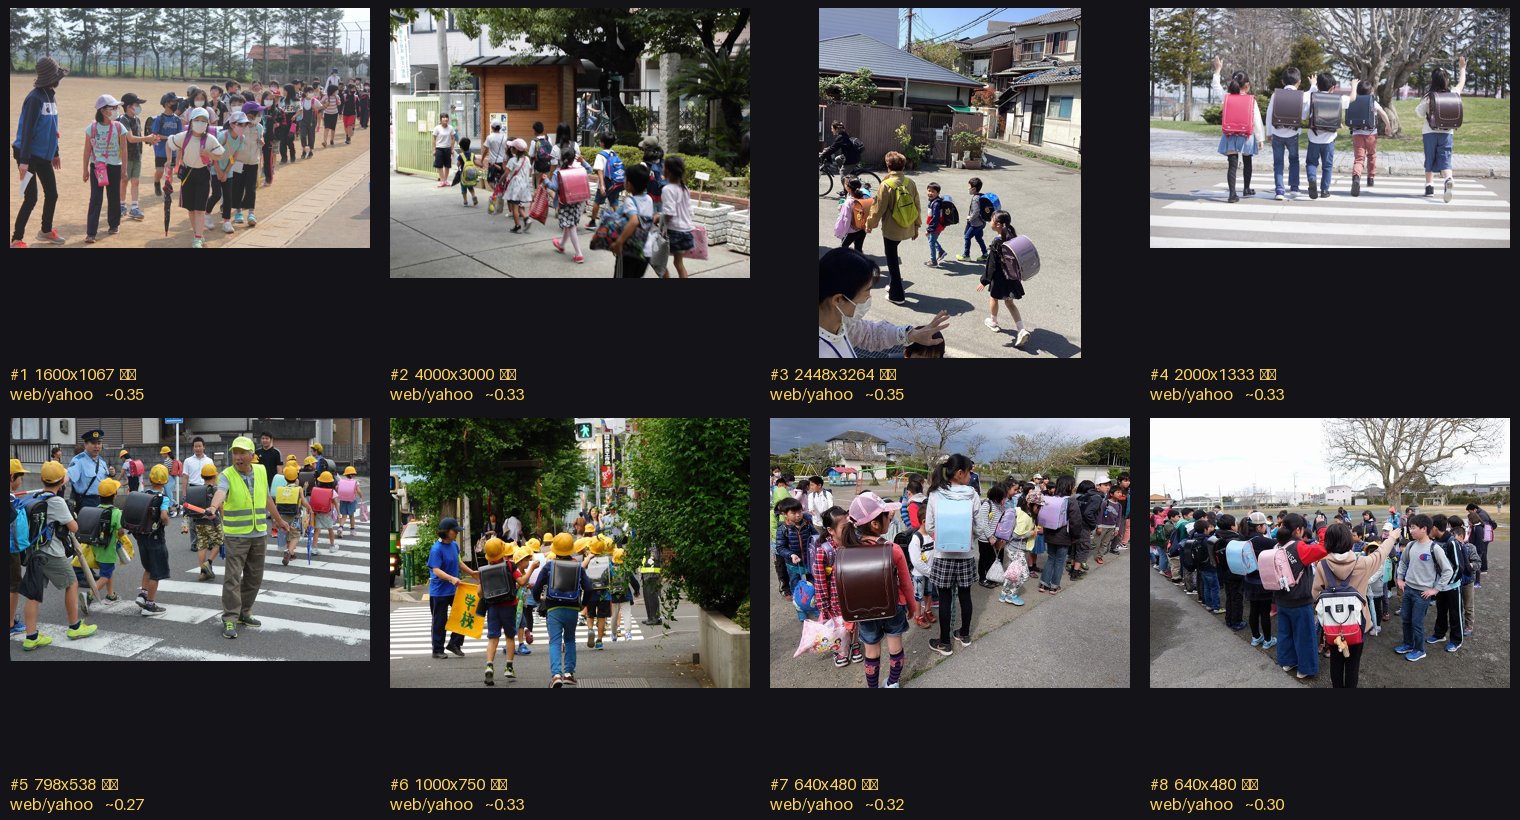 #1 1600x1067
web/yahoo ~0.35
#2 4000x3000
web/yahoo ~0.33
#3 2448x3264
web/yahoo ~0.35
#4 2000x1333
web/yahoo ~0.33
学校
#5 798x538
web/yahoo ~0.27
#6 1000x750
web/yahoo ~0.33
#7 640x480
web/yahoo ~0.32
#8 640x480
web/yahoo ~0.30